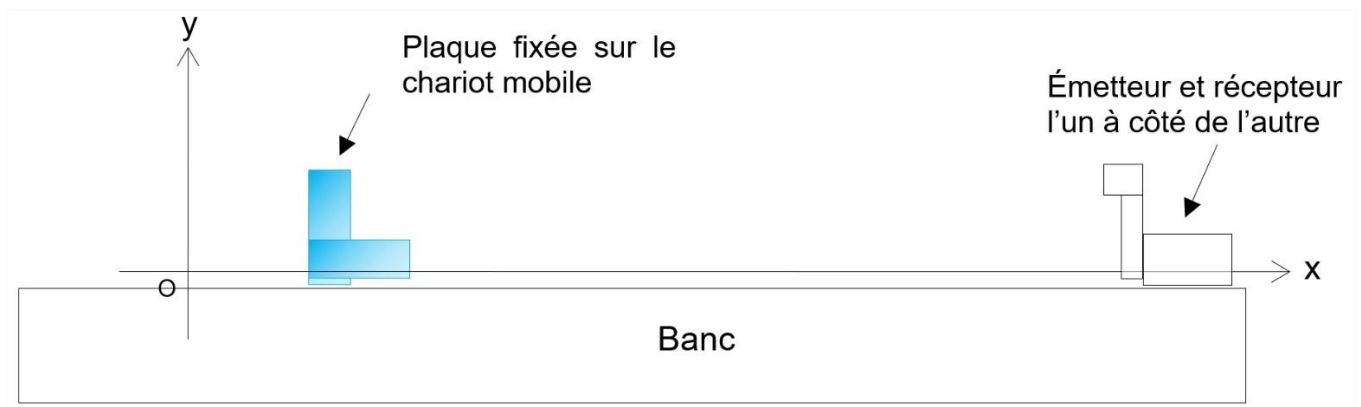 y
Plaque fixée sur le
chariot mobile
Émetteur et récepteur
l’un à côté de l’autre
x
O
Banc